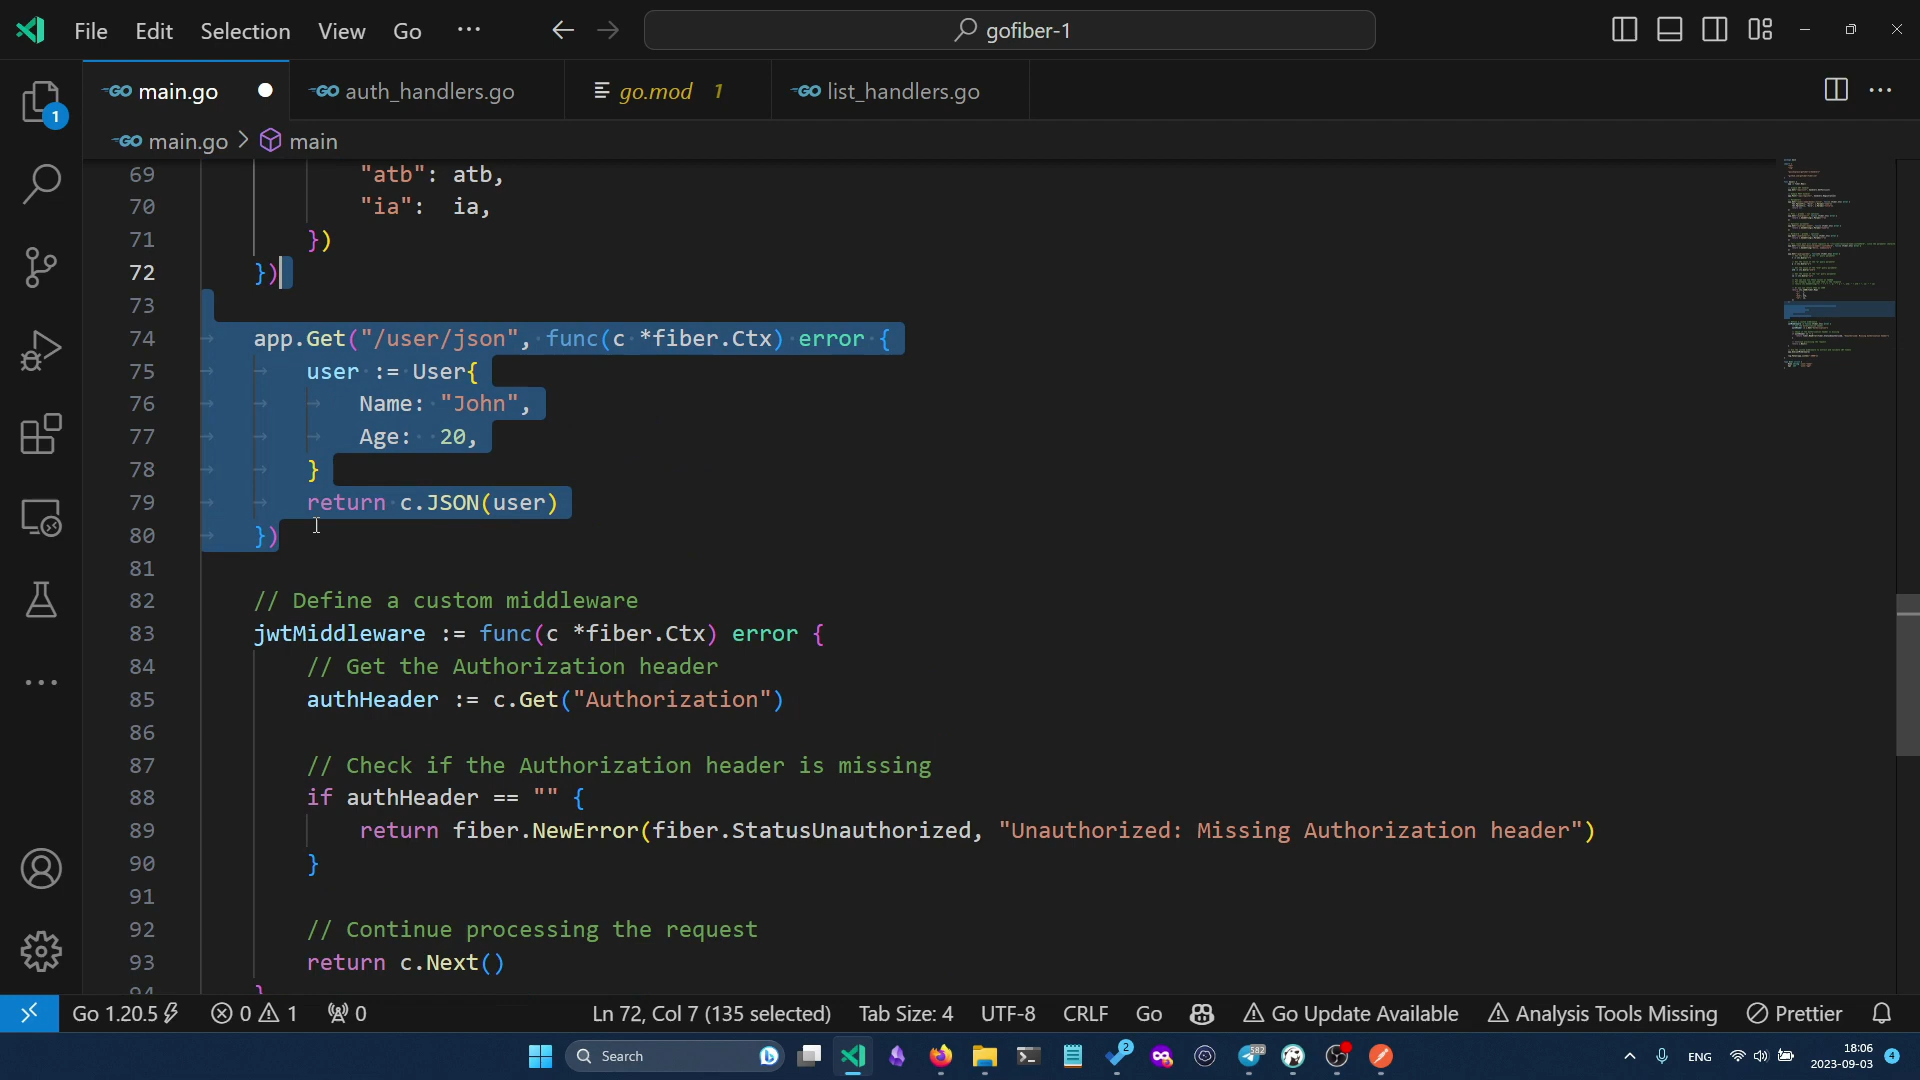 File Edit Selection View Go ··· gofiber-1
main.go auth_handlers.go go.mod 1 list_handlers.go
main.go > main
69 "atb": atb,
70 "ia": ia,
71 })
72 })
73
74 app.Get("/user/json", func(c *fiber.Ctx) error {
75 user := User{
76 Name: "John",
77 Age: 20,
78 }
79 return c.JSON(user)
80 })
81
82 // Define a custom middleware
83 jwtMiddleware := func(c *fiber.Ctx) error {
84 // Get the Authorization header
85 authHeader := c.Get("Authorization")
86
87 // Check if the Authorization header is missing
88 if authHeader == "" {
89 return fiber.NewError(fiber.StatusUnauthorized, "Unauthorized: Missing Authorization header")
90 }
91
92 // Continue processing the request
93 return c.Next()
94 }
1
Go 1.20.5 0 1 0 Ln 72, Col 7 (135 selected) Tab Size: 4 UTF-8 CRLF Go Go Update Available Analysis Tools Missing Prettier
Search 2 582 ENG 18:06 4
2023-09-03